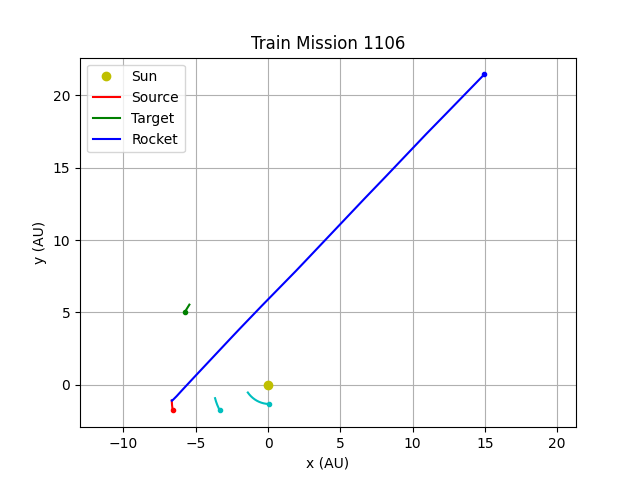 Train Mission 1106
Sun
Source
Target
Rocket
y (AU)
20
15
10
5
0
−10 −5 0 5 10 15 20
x (AU)